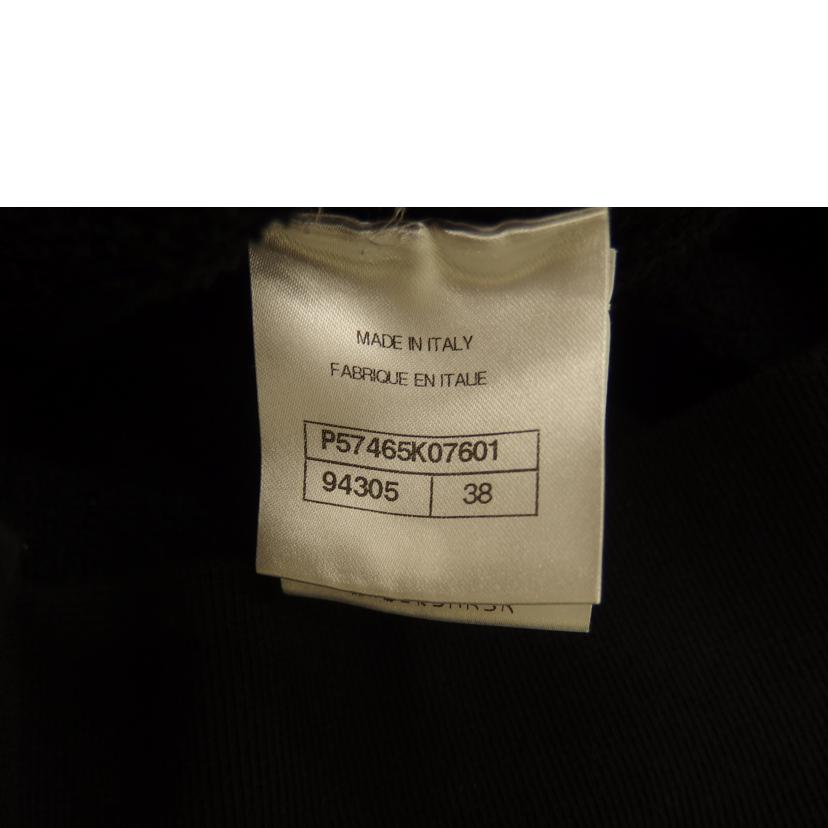 MADE IN ITALY
FABRIQUE EN ITALIE
P57465K07601
94305 38